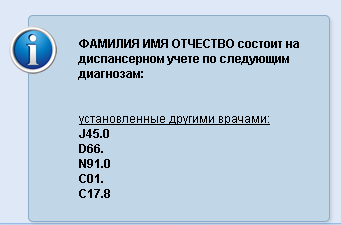 ФАМИЛИЯ ИМЯ ОТЧЕСТВО состоит на
диспансерном учете по следующим
диагнозам:
установленные другими врачами:
J45.0
D66.
N91.0
C01.
C17.8